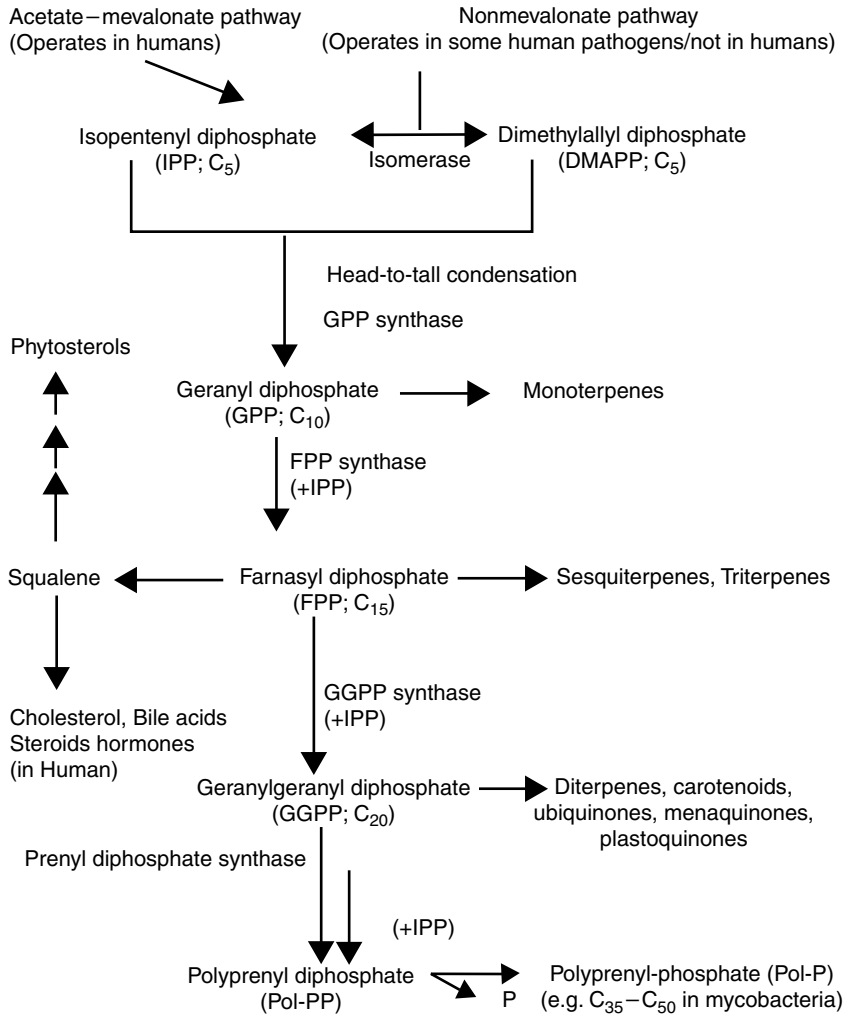 Acetate–mevalonate pathway
(Operates in humans)
Nonmevalonate pathway
(Operates in some human pathogens/not in humans)
Isopentenyl diphosphate
(IPP; C5)
Isomerase
Dimethylallyl diphosphate
(DMAPP; C5)
Head-to-tall condensation
GPP synthase
Phytosterols
Geranyl diphosphate
(GPP; C10)
Monoterpenes
FPP synthase
(+IPP)
Squalene
Farnasyl diphosphate
(FPP; C15)
Sesquiterpenes, Triterpenes
GGPP synthase
(+IPP)
Cholesterol, Bile acids
Steroids hormones
(in Human)
Geranylgeranyl diphosphate
(GGPP; C20)
Diterpenes, carotenoids,
ubiquinones, menaquinones,
plastoquinones
Prenyl diphosphate synthase
(+IPP)
Polyprenyl diphosphate
(Pol-PP)
P
Polyprenyl-phosphate (Pol-P)
(e.g. C35–C50 in mycobacteria)